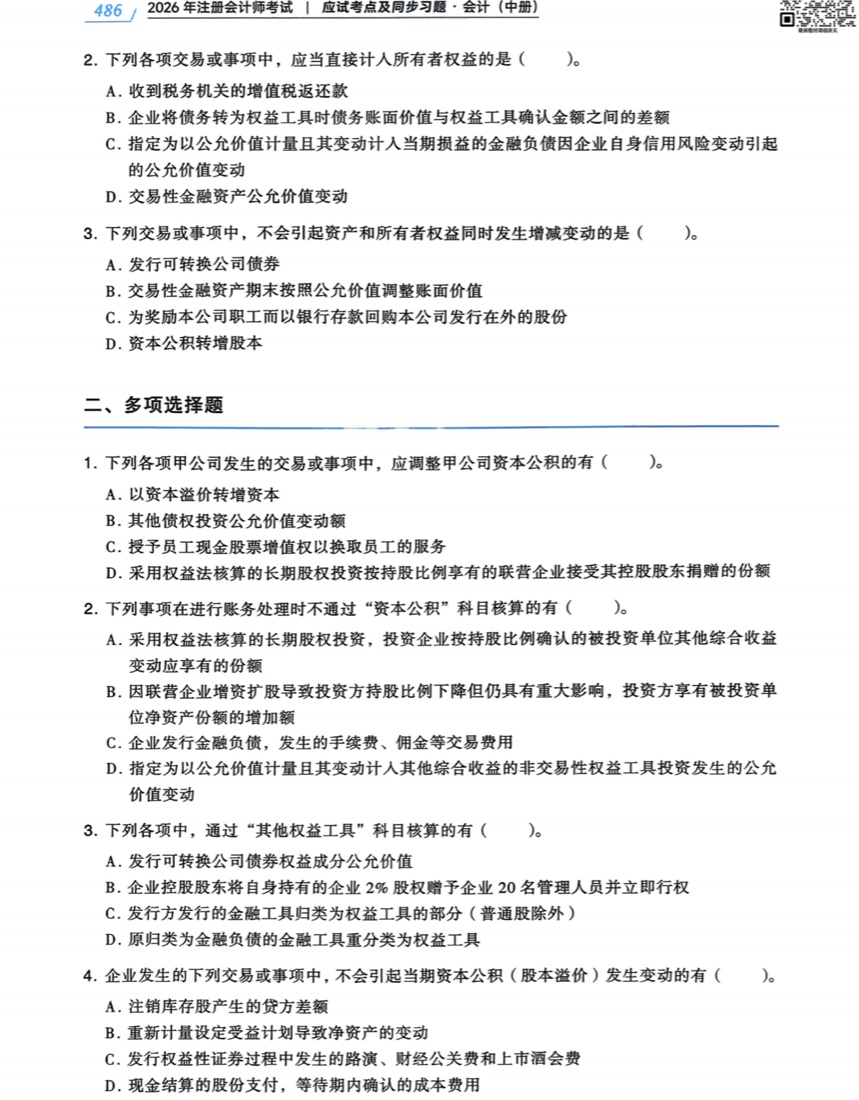 486 2026 年注册会计师考试 | 应试考点及同步习题·会计（中册）
2. 下列各项交易或事项中，应当直接计人所有者权益的是（　　）。
A. 收到税务机关的增值税返还款
B. 企业将债务转为权益工具时债务账面价值与权益工具确认金额之间的差额
C. 指定为以公允价值计量且其变动计人当期损益的金融负债因企业自身信用风险变动引起
的公允价值变动
D. 交易性金融资产公允价值变动
3. 下列交易或事项中，不会引起资产和所有者权益同时发生增减变动的是（　　）。
A. 发行可转换公司债券
B. 交易性金融资产期末按照公允价值调整账面价值
C. 为奖励本公司职工而以银行存款回购本公司发行在外的股份
D. 资本公积转增股本
二、多项选择题
1. 下列各项甲公司发生的交易或事项中，应调整甲公司资本公积的有（　　）。
A. 以资本溢价转增资本
B. 其他债权投资公允价值变动额
C. 授予员工现金股票增值权以换取员工的服务
D. 采用权益法核算的长期股权投资按持股比例享有的联营企业接受其控股股东捐赠的份额
2. 下列事项在进行账务处理时不通过“资本公积”科目核算的有（　　）。
A. 采用权益法核算的长期股权投资，投资企业按持股比例确认的被投资单位其他综合收益
变动应享有的份额
B. 因联营企业增资扩股导致投资方持股比例下降但仍具有重大影响，投资方享有被投资单
位净资产份额的增加额
C. 企业发行金融负债，发生的手续费、佣金等交易费用
D. 指定为以公允价值计量且其变动计入其他综合收益的非交易性权益工具投资发生的公允
价值变动
3. 下列各项中，通过“其他权益工具”科目核算的有（　　）。
A. 发行可转换公司债券权益成分公允价值
B. 企业控股股东将自身持有的企业 2% 股权赠予企业 20 名管理人员并立即行权
C. 发行方发行的金融工具归类为权益工具的部分（普通股除外）
D. 原归类为金融负债的金融工具重分类为权益工具
4. 企业发生的下列交易或事项中，不会引起当期资本公积（股本溢价）发生变动的有（　　）。
A. 注销库存股产生的贷方差额
B. 重新计量设定受益计划导致净资产的变动
C. 发行权益性证券过程中发生的路演、财经公关费和上市酒会费
D. 现金结算的股份支付，等待期内确认的成本费用